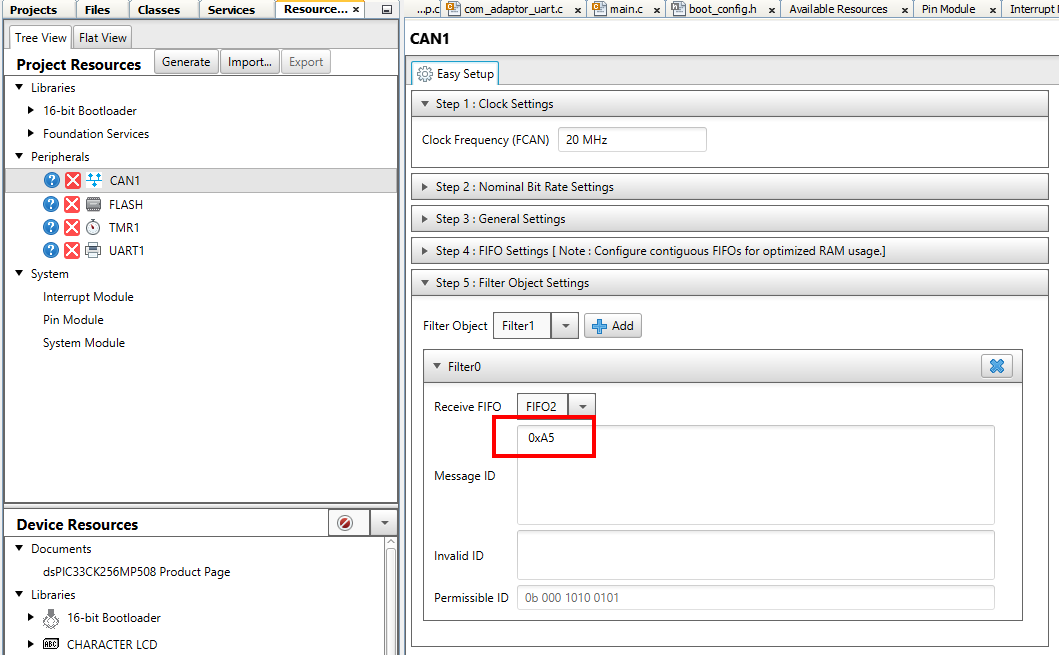 Projects Files Classes Services Resource... × ...p.c com_adaptor_uart.c × main.c × boot_config.h × Available Resources × Pin Module × Interrupt
Tree View Flat View
CAN1
Project Resources Generate Import... Export
Easy Setup
Libraries
16-bit Bootloader
Foundation Services
Peripherals
CAN1
FLASH
TMR1
UART1
System
Interrupt Module
Pin Module
System Module
Device Resources
Documents
dsPIC33CK256MP508 Product Page
Libraries
16-bit Bootloader
ABC CHARACTER LCD
Step 1 : Clock Settings
Clock Frequency (FCAN) 20 MHz
Step 2 : Nominal Bit Rate Settings
Step 3 : General Settings
Step 4 : FIFO Settings [ Note : Configure contiguous FIFOs for optimized RAM usage.]
Step 5 : Filter Object Settings
Filter Object Filter1 Add
Filter0
Receive FIFO FIFO2
0xA5
Message ID
Invalid ID
Permissible ID 0b 000 1010 0101